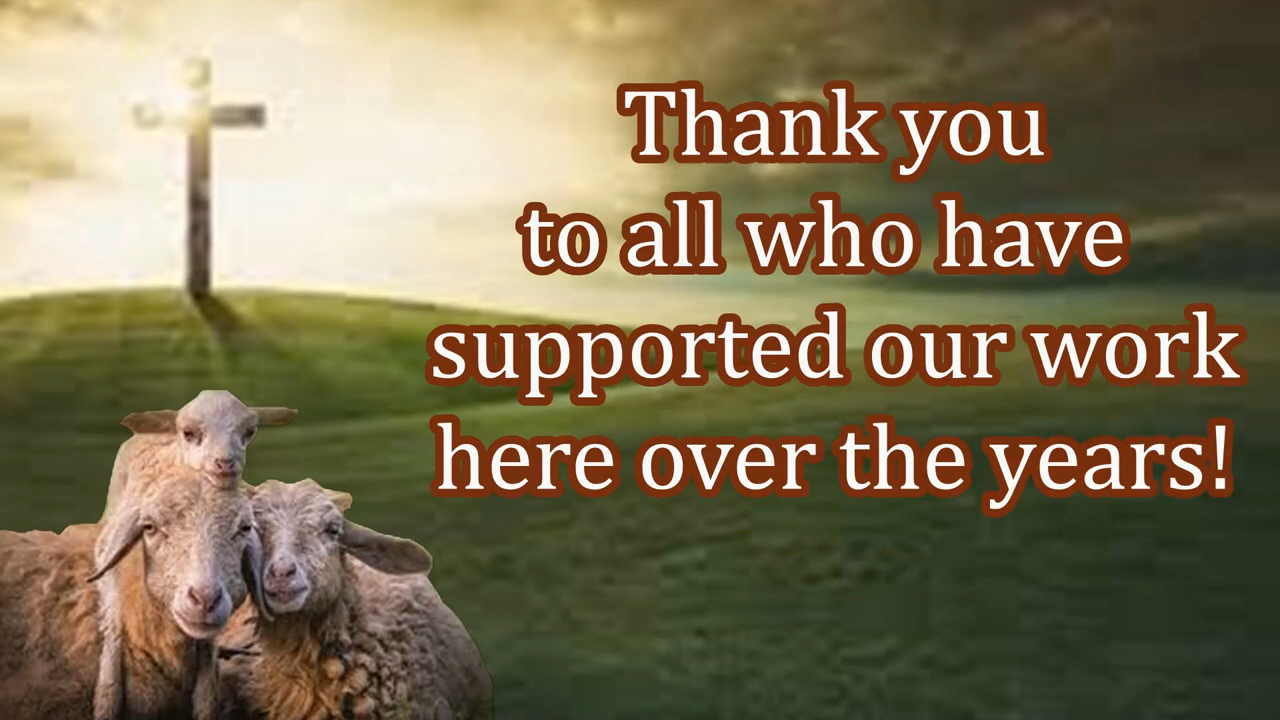 Thank you
to all who have
supported our work
here over the years!